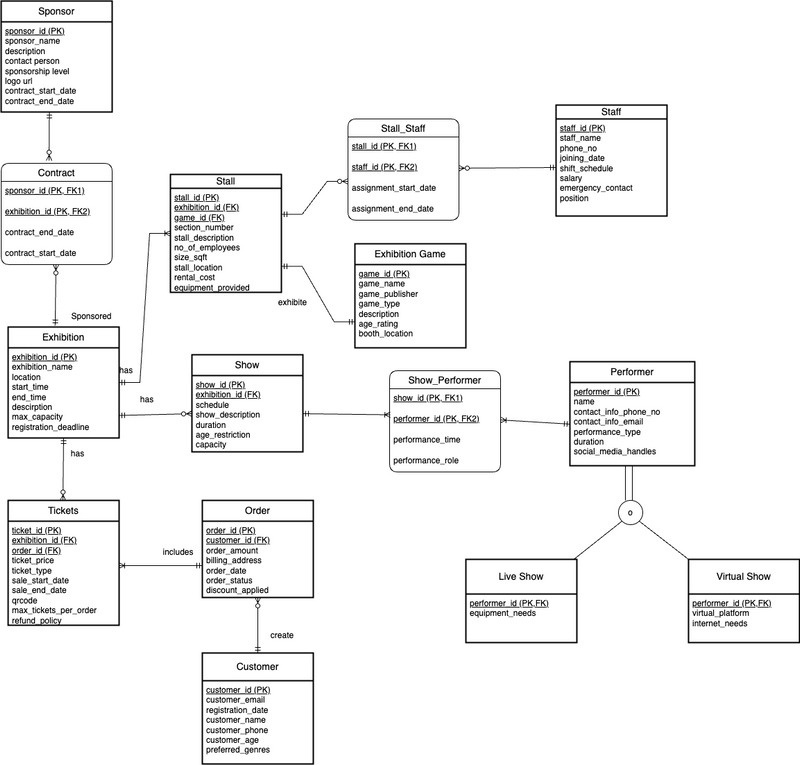 Sponsor
sponsor_id (PK)
sponsor_name
description
contact person
sponsorship level
logo url
contract_start_date
contract_end_date
Contract
sponsor_id (PK, FK1)
exhibition_id (PK, FK2)
contract_end_date
contract_start_date
Sponsored
Exhibition
exhibition_id (PK)
exhibition_name
location
start_time
end_time
descirption
max_capacity
registration_deadline
has
has
has
Stall
stall_id (PK)
exhibition_id (FK)
game_id (FK)
section_number
stall_description
no_of_employees
size_sqft
stall_location
rental_cost
equipment_provided
exhibite
Stall_Staff
stall_id (PK, FK1)
staff_id (PK, FK2)
assignment_start_date
assignment_end_date
Staff
staff_id (PK)
staff_name
phone_no
joining_date
shift_schedule
salary
emergency_contact
position
Exhibition Game
game_id (PK)
game_name
game_publisher
game_type
description
age_rating
booth_location
Show
show_id (PK)
exhibition_id (FK)
schedule
show_description
duration
age_restriction
capacity
Show_Performer
show_id (PK, FK1)
performer_id (PK, FK2)
performance_time
performance_role
Performer
performer_id (PK)
name
contact_info_phone_no
contact_info_email
performance_type
duration
social_media_handles
o
Live Show
performer_id (PK,FK)
equipment_needs
Virtual Show
performer_id (PK,FK)
virtual_platform
internet_needs
Tickets
ticket_id (PK)
exhibition_id (FK)
order_id (FK)
ticket_price
ticket_type
sale_start_date
sale_end_date
qrcode
max_tickets_per_order
refund_policy
includes
Order
order_id (PK)
customer_id (FK)
order_amount
billing_address
order_date
order_status
discount_applied
create
Customer
customer_id (PK)
customer_email
registration_date
customer_name
customer_phone
customer_age
preferred_genres